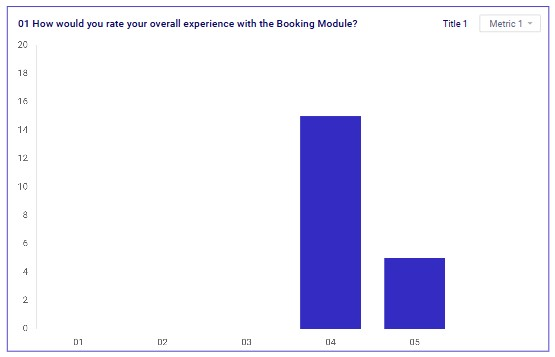 01 How would you rate your overall experience with the Booking Module?
Title 1
Metric 1
20
18
16
14
12
10
8
6
4
2
0
01 02 03 04 05